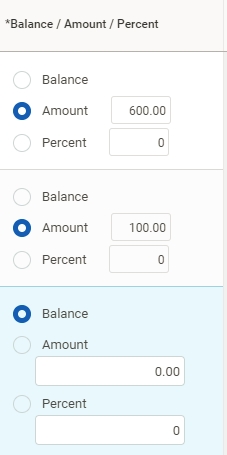 *Balance / Amount / Percent
Balance
Amount 600.00
Percent 0
Balance
Amount 100.00
Percent 0
Balance
Amount
0.00
Percent
0